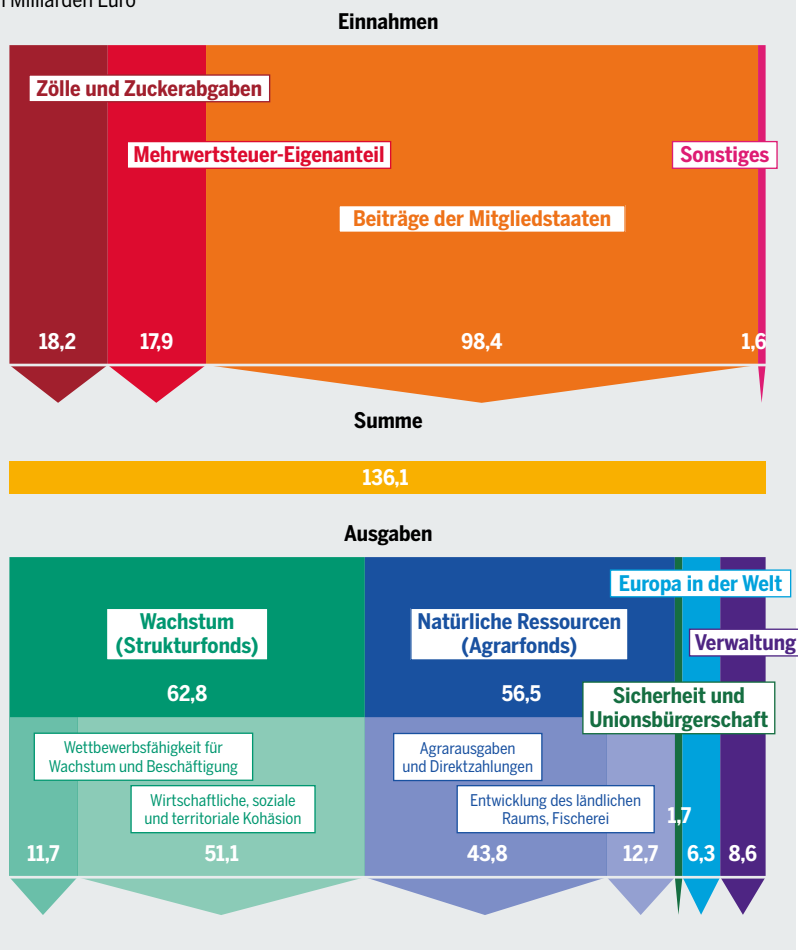 Milliarden Euro
Einnahmen
Zölle und Zuckerabgaben
Mehrwertsteuer-Eigenanteil
Sonstiges
Beiträge der Mitgliedstaaten
18,2
17,9
98,4
1,6
Summe
136,1
Ausgaben
Europa in der Welt
Wachstum
(Strukturfonds)
Natürliche Ressourcen
(Agrarfonds)
Verwaltung
62,8
56,5
Sicherheit und
Unionsbürgerschaft
Wettbewerbsfähigkeit für
Wachstum und Beschäftigung
Agrarausgaben
und Direktzahlungen
Wirtschaftliche, soziale
und territoriale Kohäsion
Entwicklung des ländlichen
Raums, Fischerei
1,7
11,7
51,1
43,8
12,7
6,3
8,6